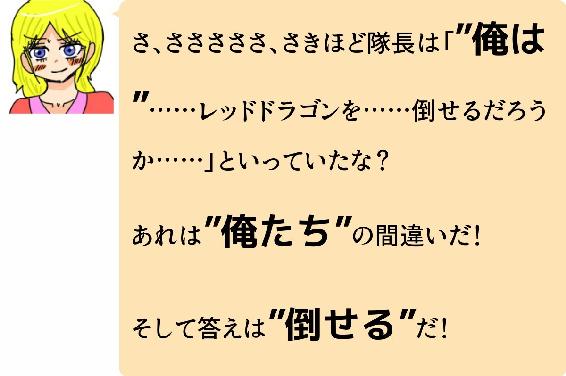 さ、さささささ、さきほど隊長は「”俺は
”……レッドドラゴンを……倒せるだろう
か……」といっていたな？
あれは”俺たち”の間違いだ！
そして答えは”倒せる”だ！